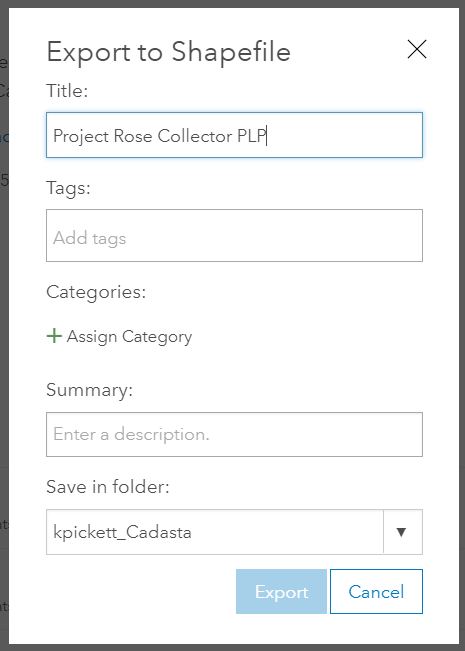 Export to Shapefile
Title:
Project Rose Collector PLP
Tags:
Add tags
Categories:
+ Assign Category
Summary:
Enter a description.
Save in folder:
kpickett_Cadasta
Export Cancel